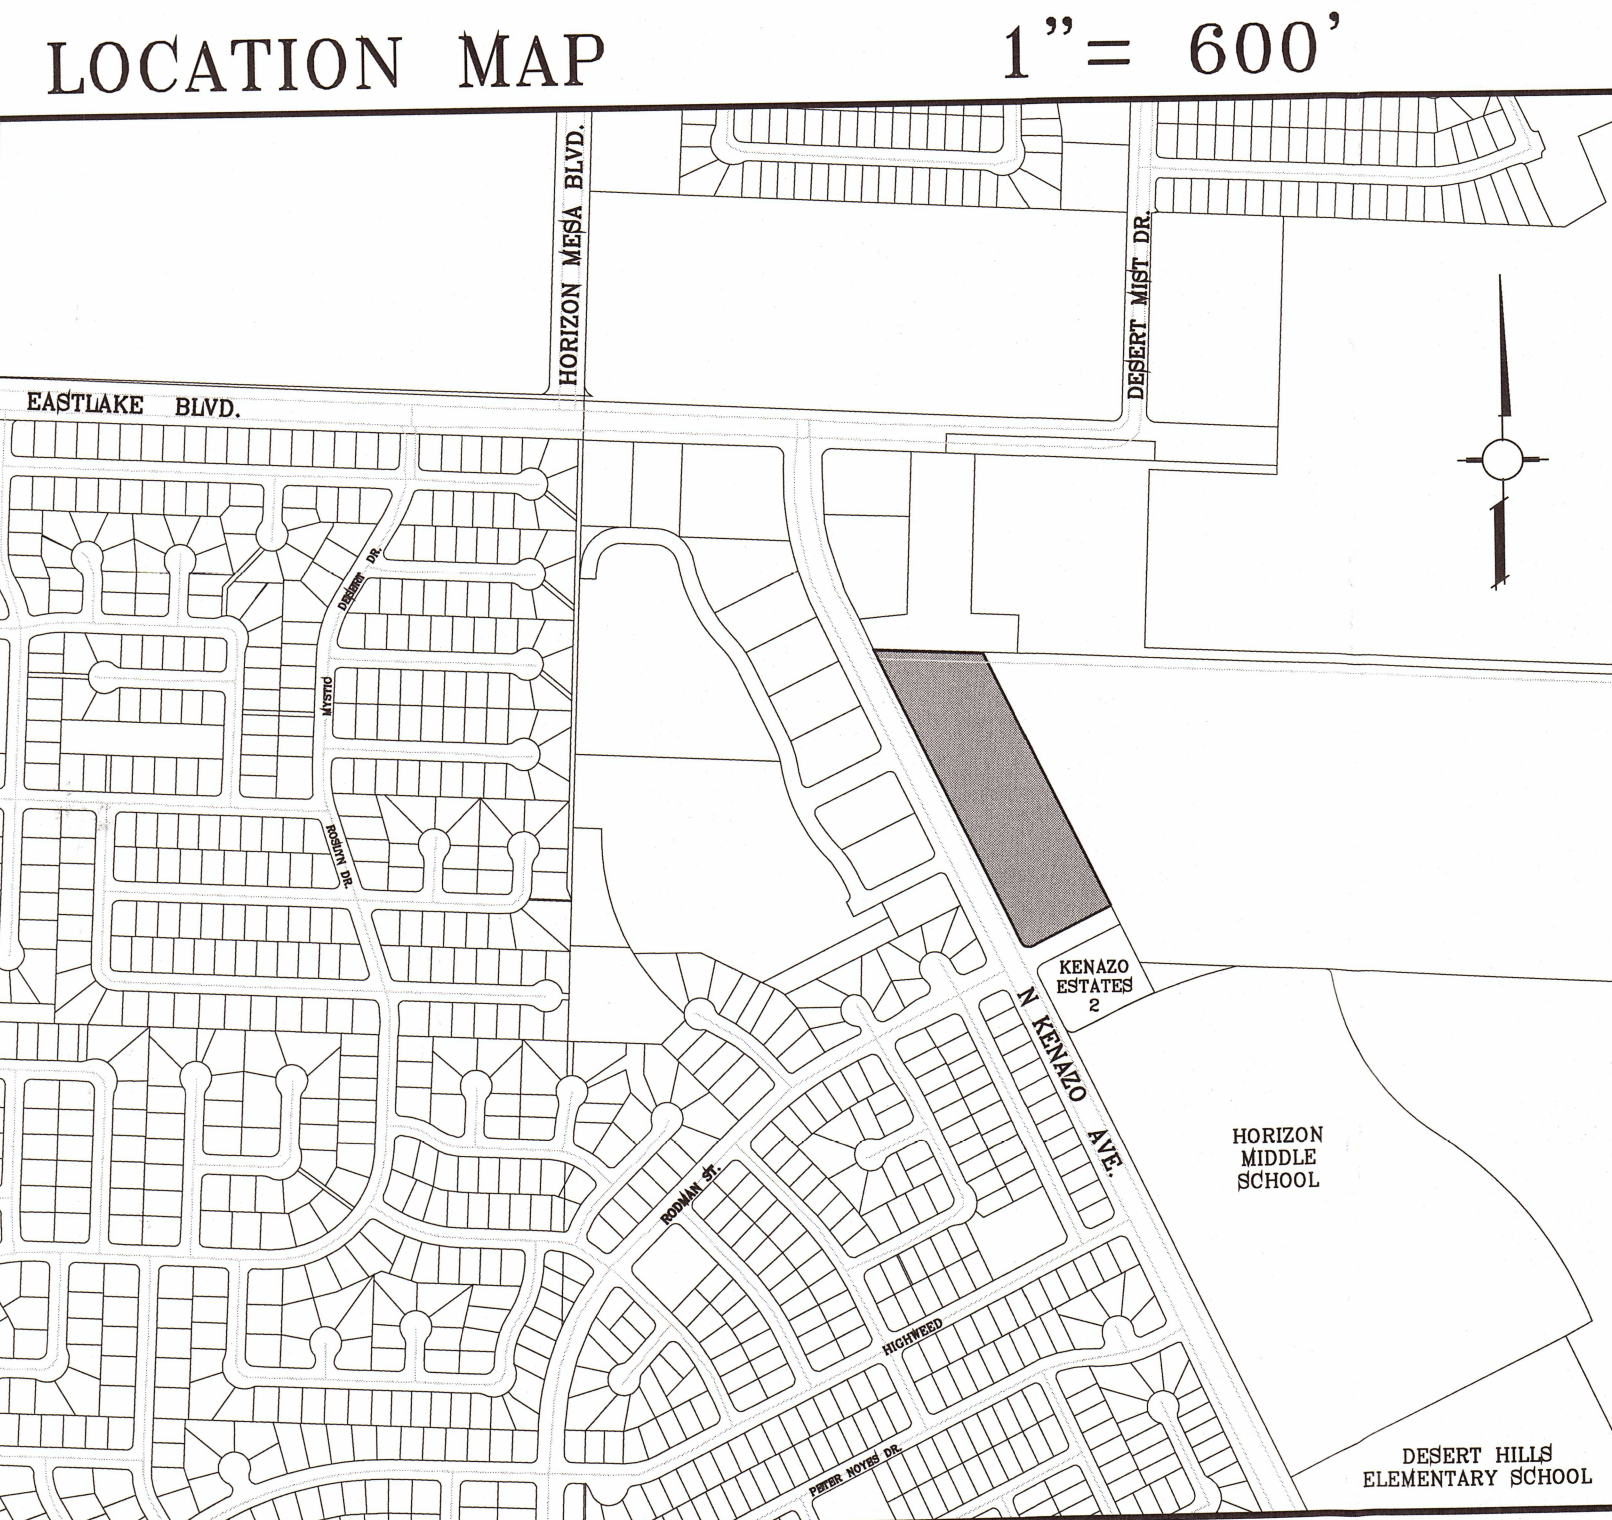 LOCATION MAP
1" = 600'
HORIZON MESA BLVD.
DESERT MIST DR.
EASTLAKE BLVD.
DESERT DR.
MYSTIC
ROSLYN DR.
KENAZO
ESTATES
2
N KENAZO AVE.
HORIZON
MIDDLE
SCHOOL
RODMAN ST.
HIGHWEED
PETER NOYES DR.
DESERT HILLS
ELEMENTARY SCHOOL